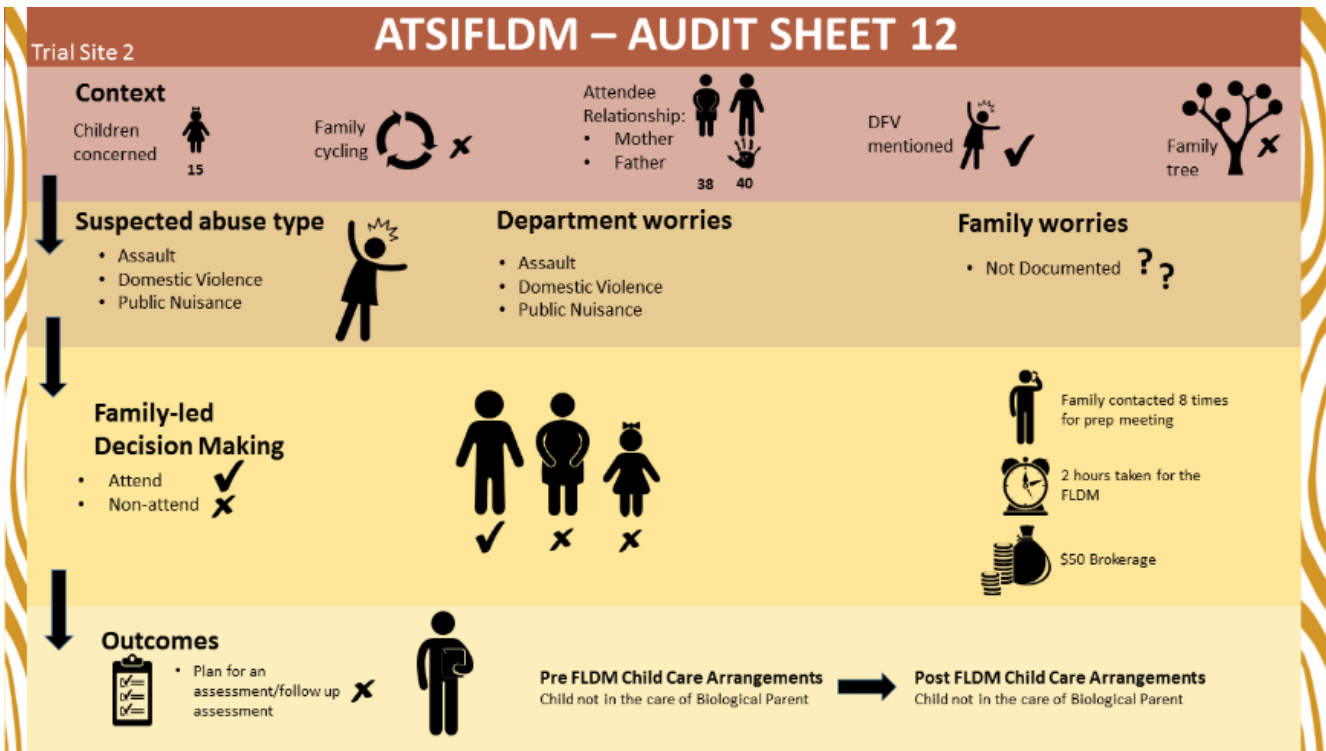 ATSIFLDM – AUDIT SHEET 12
Trial Site 2
Context
Children
concerned
15
Family
cycling
Attendee
Relationship:
• Mother
• Father
38 40
DFV
mentioned
Family
tree
Suspected abuse type
• Assault
• Domestic Violence
• Public Nuisance
Department worries
• Assault
• Domestic Violence
• Public Nuisance
Family worries
• Not Documented ? ?
Family-led
Decision Making
• Attend
• Non-attend
Family contacted 8 times
for prep meeting
2 hours taken for the
FLDM
$50 Brokerage
Outcomes
• Plan for an
assessment/follow up
assessment
Pre FLDM Child Care Arrangements
Child not in the care of Biological Parent
Post FLDM Child Care Arrangements
Child not in the care of Biological Parent